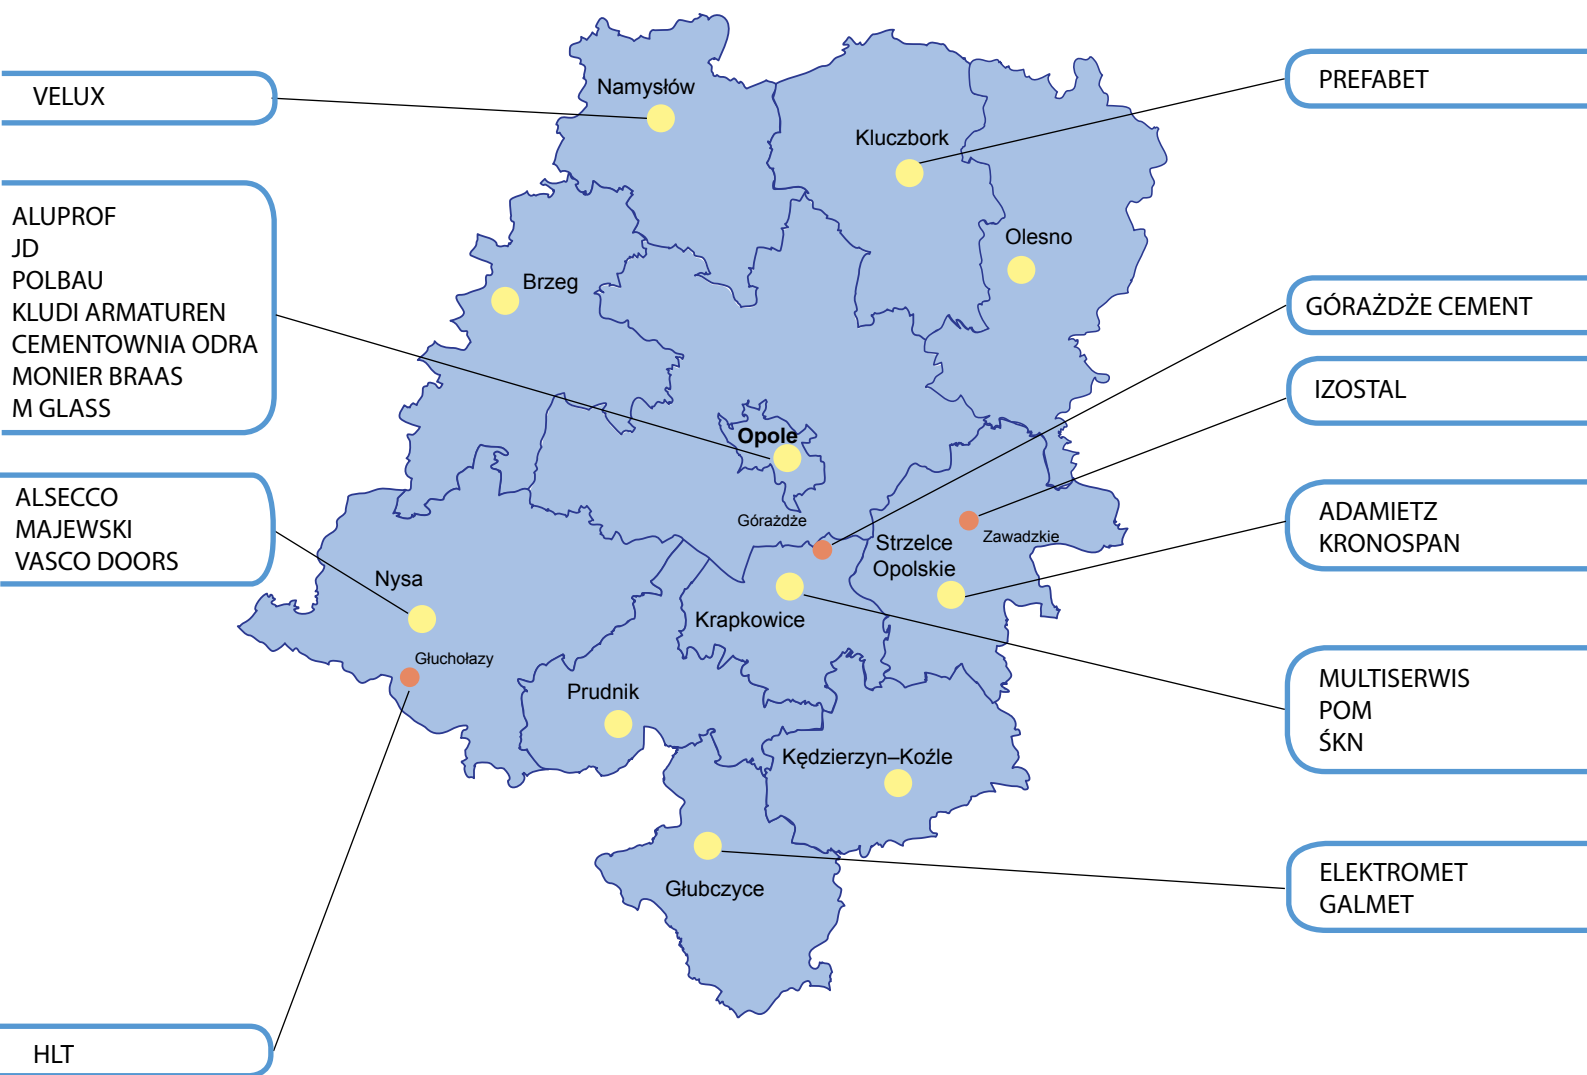 VELUX
ALUPROF
JD
POLBAU
KLUDI ARMATUREN
CEMENTOWNIA ODRA
MONIER BRAAS
M GLASS
ALSECCO
MAJEWSKI
VASCO DOORS
HLT
Namysłów
Kluczbork
Olesno
Brzeg
Opole
Górażdże
Strzelce
Opolskie
Zawadzkie
Nysa
Krapkowice
Głuchołazy
Prudnik
Kędzierzyn–Koźle
Głubczyce
PREFABET
GÓRAŻDŻE CEMENT
IZOSTAL
ADAMIETZ
KRONOSPAN
MULTISERWIS
POM
ŚKN
ELEKTROMET
GALMET